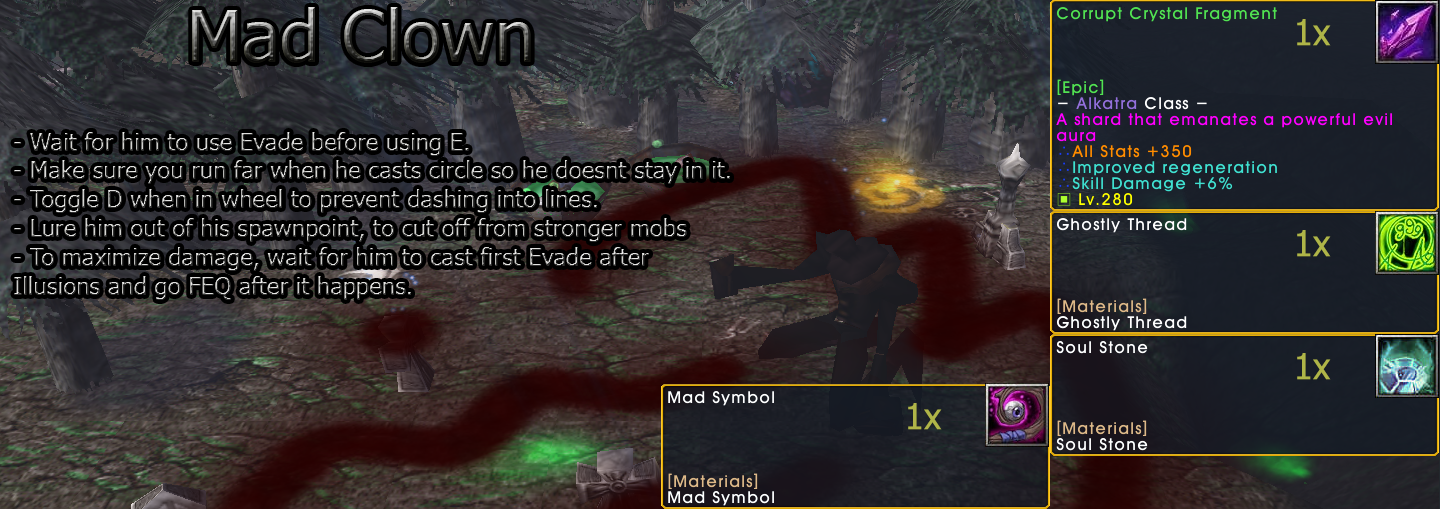 Mad Clown
- Wait for him to use Evade before using E.
- Make sure you run far when he casts circle so he doesnt stay in it.
- Toggle D when in wheel to prevent dashing into lines.
- Lure him out of his spawnpoint, to cut off from stronger mobs
- To maximize damage, wait for him to cast first Evade after
Illusions and go FEQ after it happens.
Corrupt Crystal Fragment
1x
[Epic]
- Alkatra Class -
A shard that emanates a powerful evil
aura
All Stats +350
Improved regeneration
Skill Damage +6%
Lv.280
Ghostly Thread
1x
[Materials]
Ghostly Thread
Soul Stone
1x
[Materials]
Soul Stone
Mad Symbol
1x
[Materials]
Mad Symbol